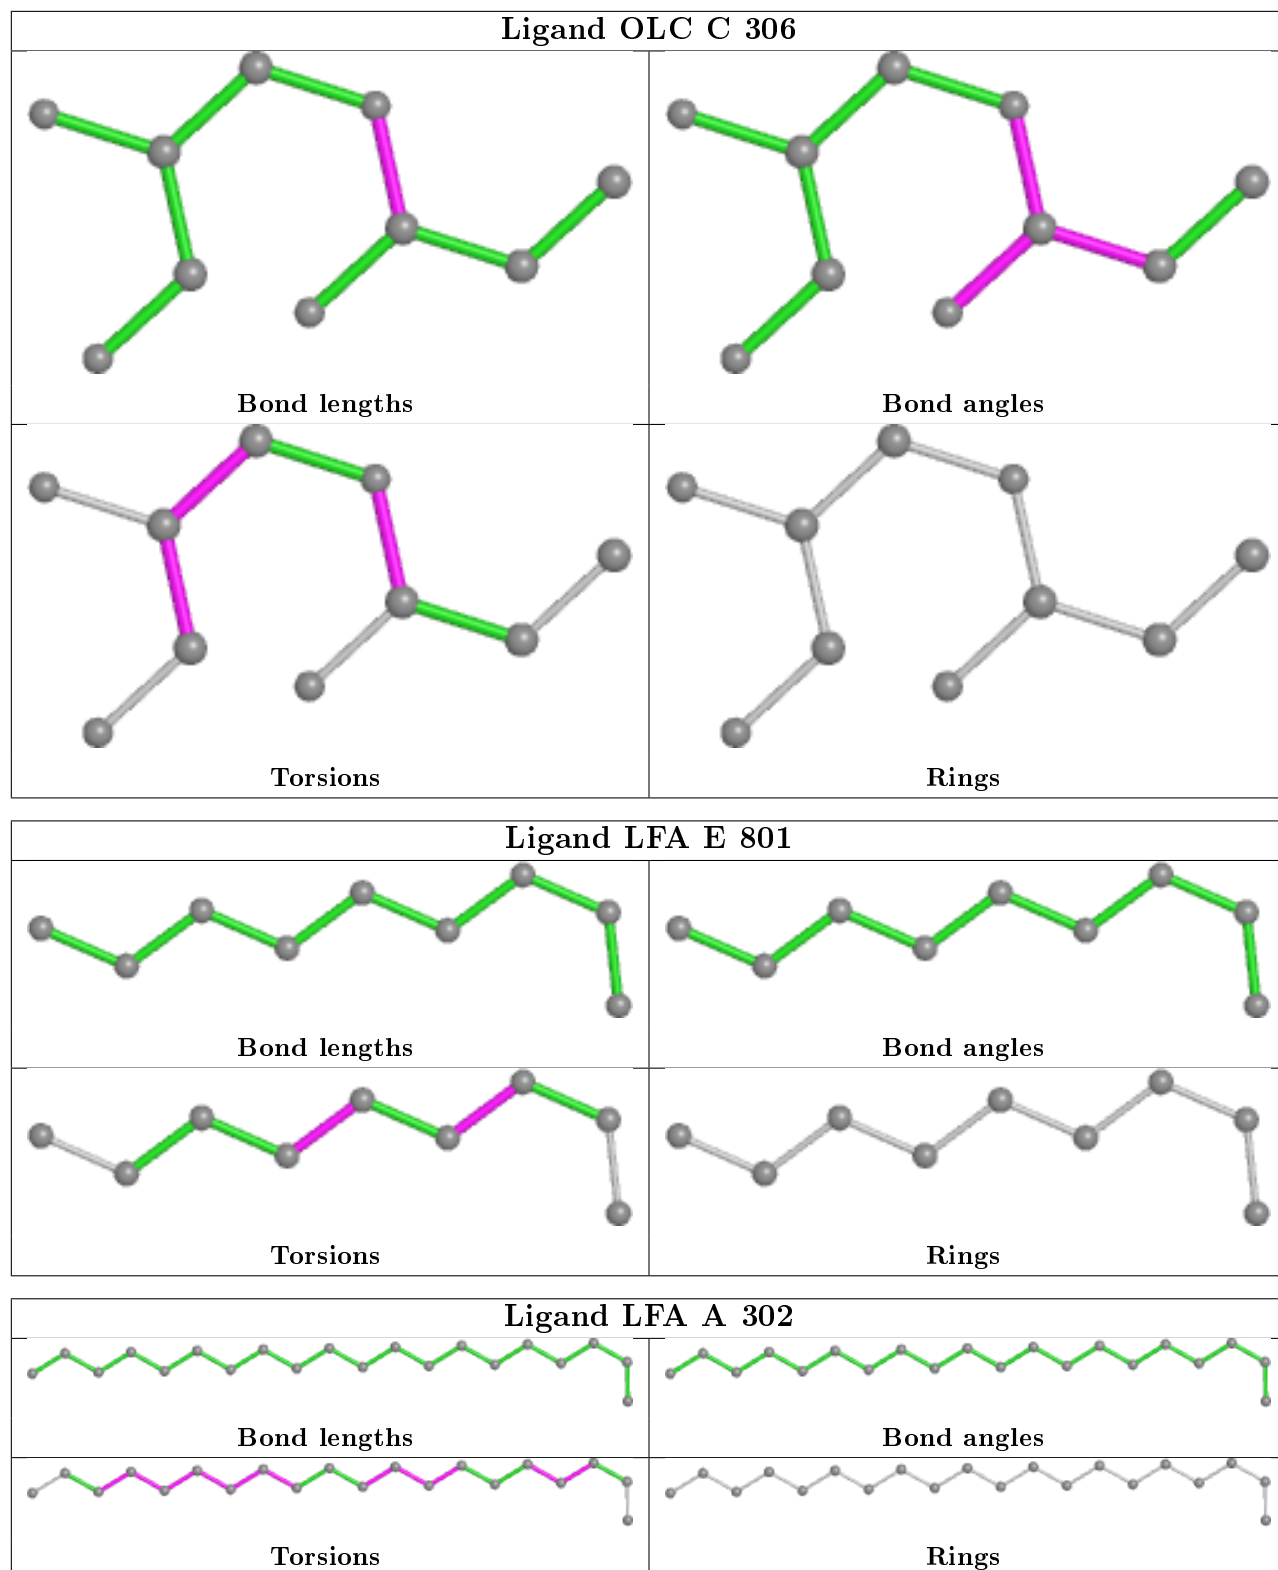 Ligand OLC C 306
Bond lengths
Bond angles
Torsions
Rings
Ligand LFA E 801
Bond lengths
Bond angles
Torsions
Rings
Ligand LFA A 302
Bond lengths
Bond angles
Torsions
Rings